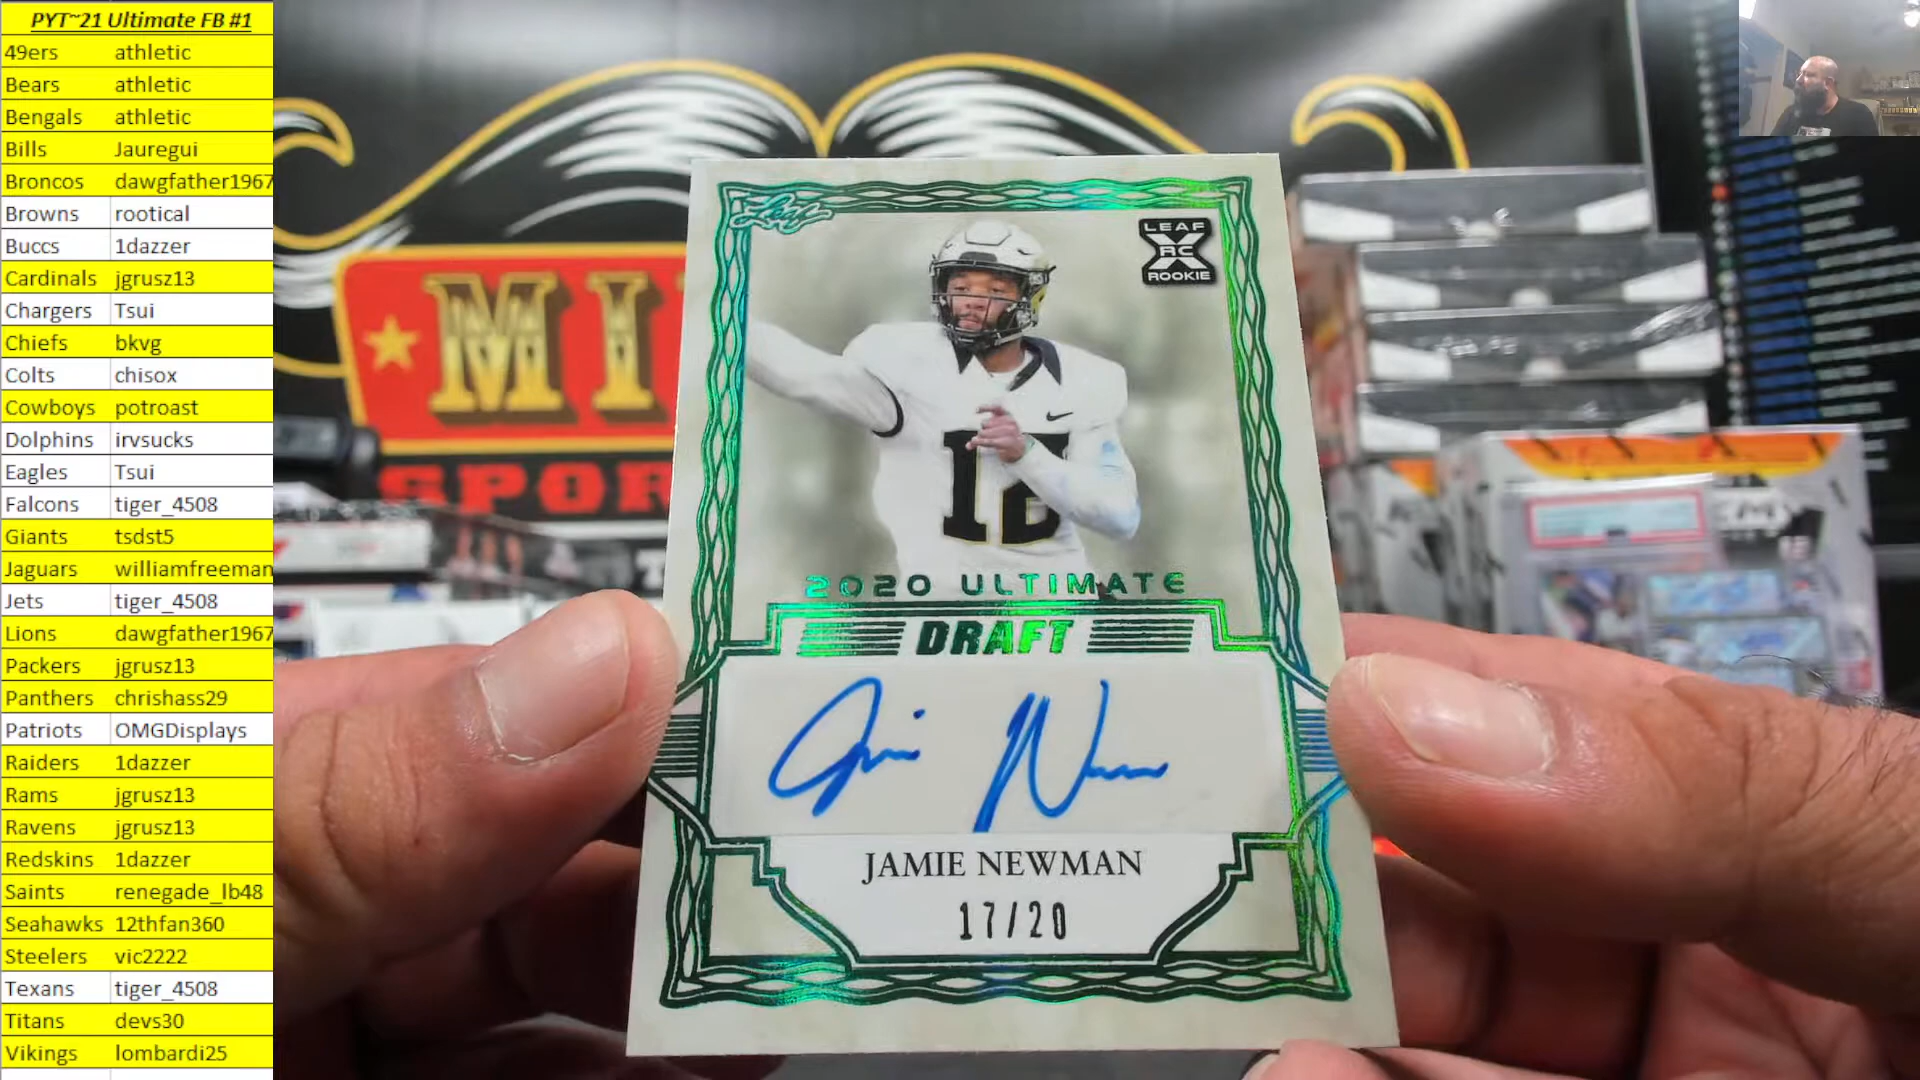 PYT~21 Ultimate FB #1
49ers athletic
Bears athletic
Bengals athletic
Bills Jauregui
Broncos dawgfather1967
Browns rootical
Buccs 1dazzer
Cardinals jgrusz13
Chargers Tsui
Chiefs bkvg
Colts chisox
Cowboys potroast
Dolphins irvsucks
Eagles Tsui
Falcons tiger_4508
Giants tsdst5
Jaguars williamfreeman
Jets tiger_4508
Lions dawgfather1967
Packers jgrusz13
Panthers chrishass29
Patriots OMGDisplays
Raiders 1dazzer
Rams jgrusz13
Ravens jgrusz13
Redskins 1dazzer
Saints renegade_lb48
Seahawks 12thfan360
Steelers vic2222
Texans tiger_4508
Titans devs30
Vikings lombardi25
MI
SPOR
Leaf
LEAF
X
RC
ROOKIE
12
2020 ULTIMATE
DRAFT
JAMIE NEWMAN
17/20